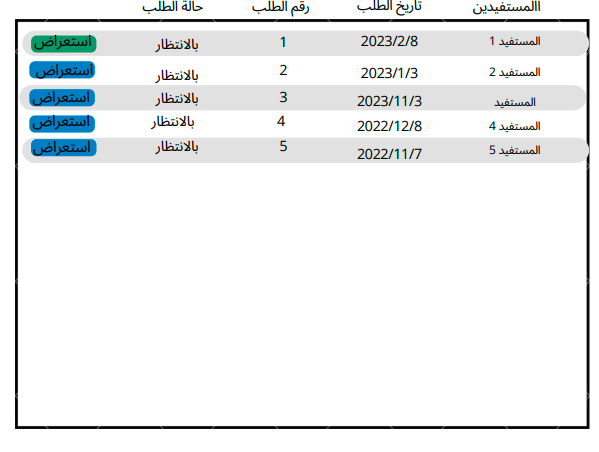 االمستفيدين تاريخ الطلب رقم الطلب حالة الطلب
المستفيد 1 2023/2/8 1 بالانتظار استعراض
المستفيد 2 2023/1/3 2 بالانتظار استعراض
المستفيد 2023/11/3 3 بالانتظار استعراض
المستفيد 4 2022/12/8 4 بالانتظار استعراض
المستفيد 5 2022/11/7 5 بالانتظار استعراض